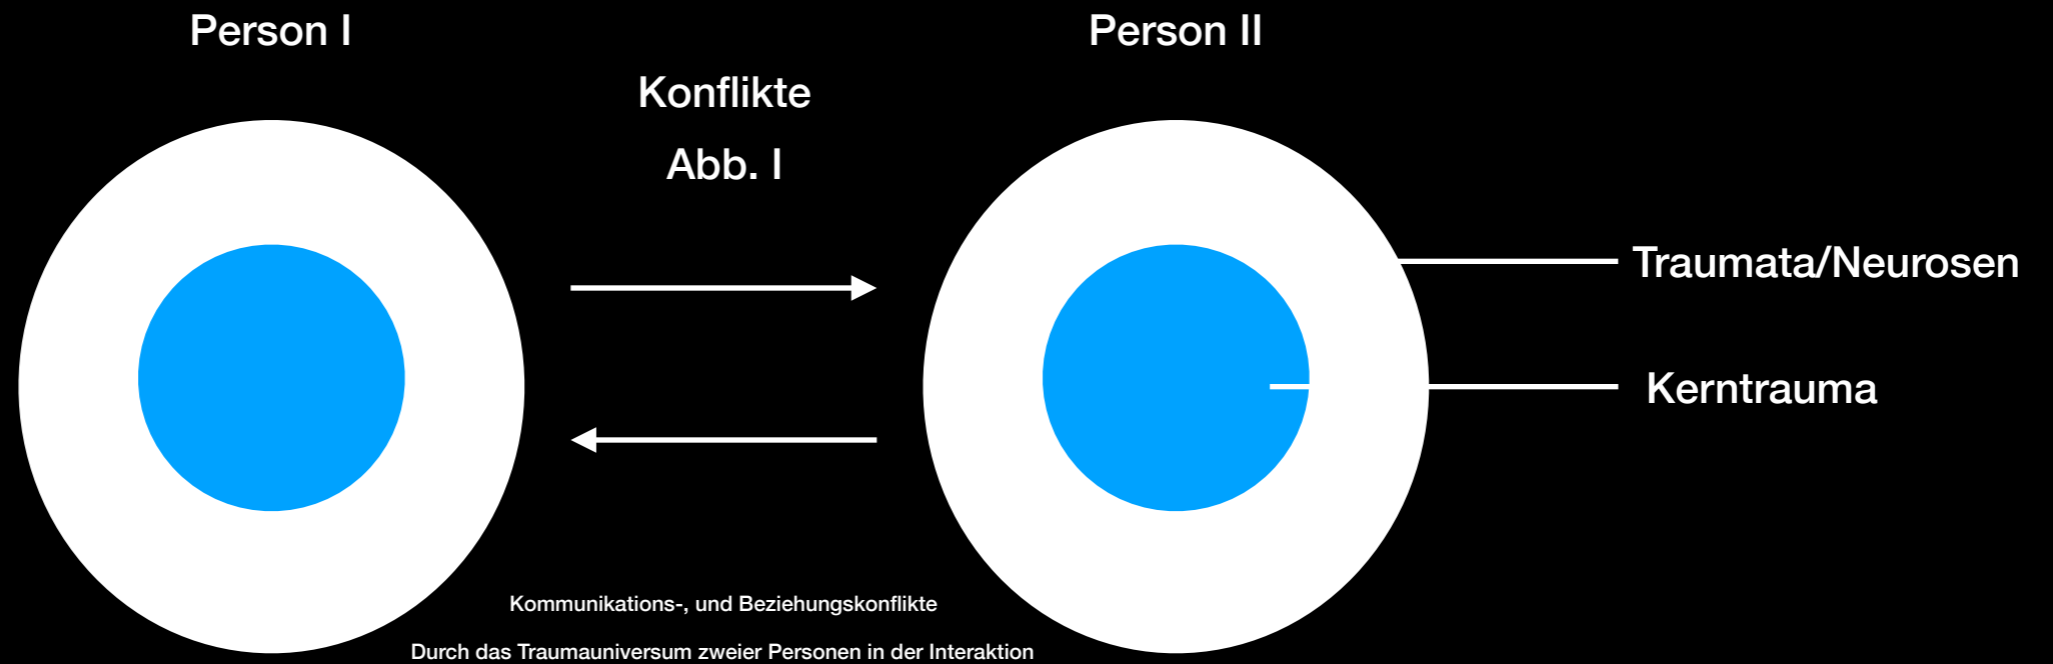 Person I
Person II
Konflikte
Abb. I
Traumata/Neurosen
Kerntrauma
Kommunikations-, und Beziehungskonflikte
Durch das Traumauniversum zweier Personen in der Interaktion